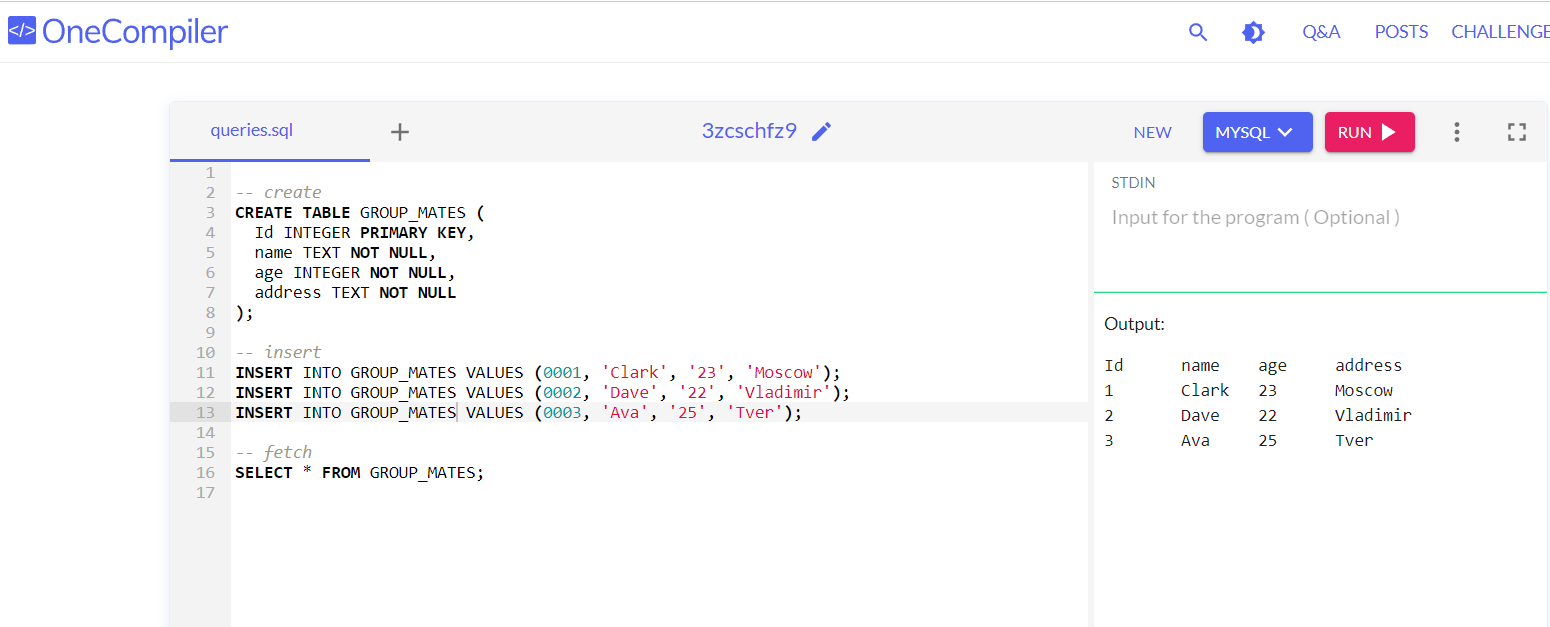 </> OneCompiler
Q&A POSTS CHALLENGE
queries.sql + 3zcschfz9 NEW MYSQL RUN
1
2 -- create
3 CREATE TABLE GROUP_MATES (
4 Id INTEGER PRIMARY KEY,
5 name TEXT NOT NULL,
6 age INTEGER NOT NULL,
7 address TEXT NOT NULL
8 );
9
10 -- insert
11 INSERT INTO GROUP_MATES VALUES (0001, 'Clark', '23', 'Moscow');
12 INSERT INTO GROUP_MATES VALUES (0002, 'Dave', '22', 'Vladimir');
13 INSERT INTO GROUP_MATES VALUES (0003, 'Ava', '25', 'Tver');
14
15 -- fetch
16 SELECT * FROM GROUP_MATES;
17
STDIN
Input for the program ( Optional )
Output:
Id name age address
1 Clark 23 Moscow
2 Dave 22 Vladimir
3 Ava 25 Tver